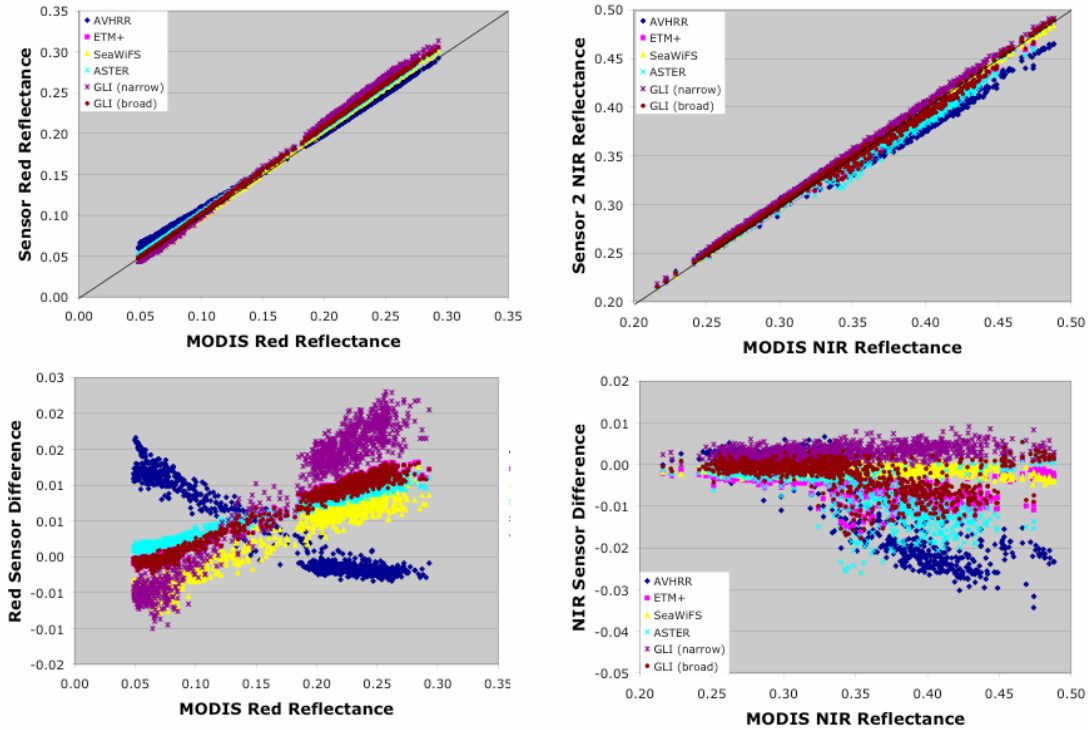 0.35
0.30
0.25
0.20
0.15
0.10
0.05
0.00
Sensor Red Reflectance
AVHRR
ETM+
SeaWiFS
ASTER
GLI (narrow)
GLI (broad)
0.00 0.05 0.10 0.15 0.20 0.25 0.30 0.35
MODIS Red Reflectance
0.50
0.45
0.40
0.35
0.30
0.25
0.20
Sensor 2 NIR Reflectance
AVHRR
ETM+
SeaWiFS
ASTER
GLI (narrow)
GLI (broad)
0.20 0.25 0.30 0.35 0.40 0.45 0.50
MODIS NIR Reflectance
0.03
0.02
0.02
0.01
0.01
0.00
-0.01
-0.01
-0.02
Red Sensor Difference
0.00 0.05 0.10 0.15 0.20 0.25 0.30 0.35
MODIS Red Reflectance
0.02
0.01
0.00
-0.01
-0.02
-0.03
-0.04
-0.05
NIR Sensor Difference
AVHRR
ETM+
SeaWiFS
ASTER
GLI (narrow)
GLI (broad)
0.20 0.25 0.30 0.35 0.40 0.45 0.50
MODIS NIR Reflectance